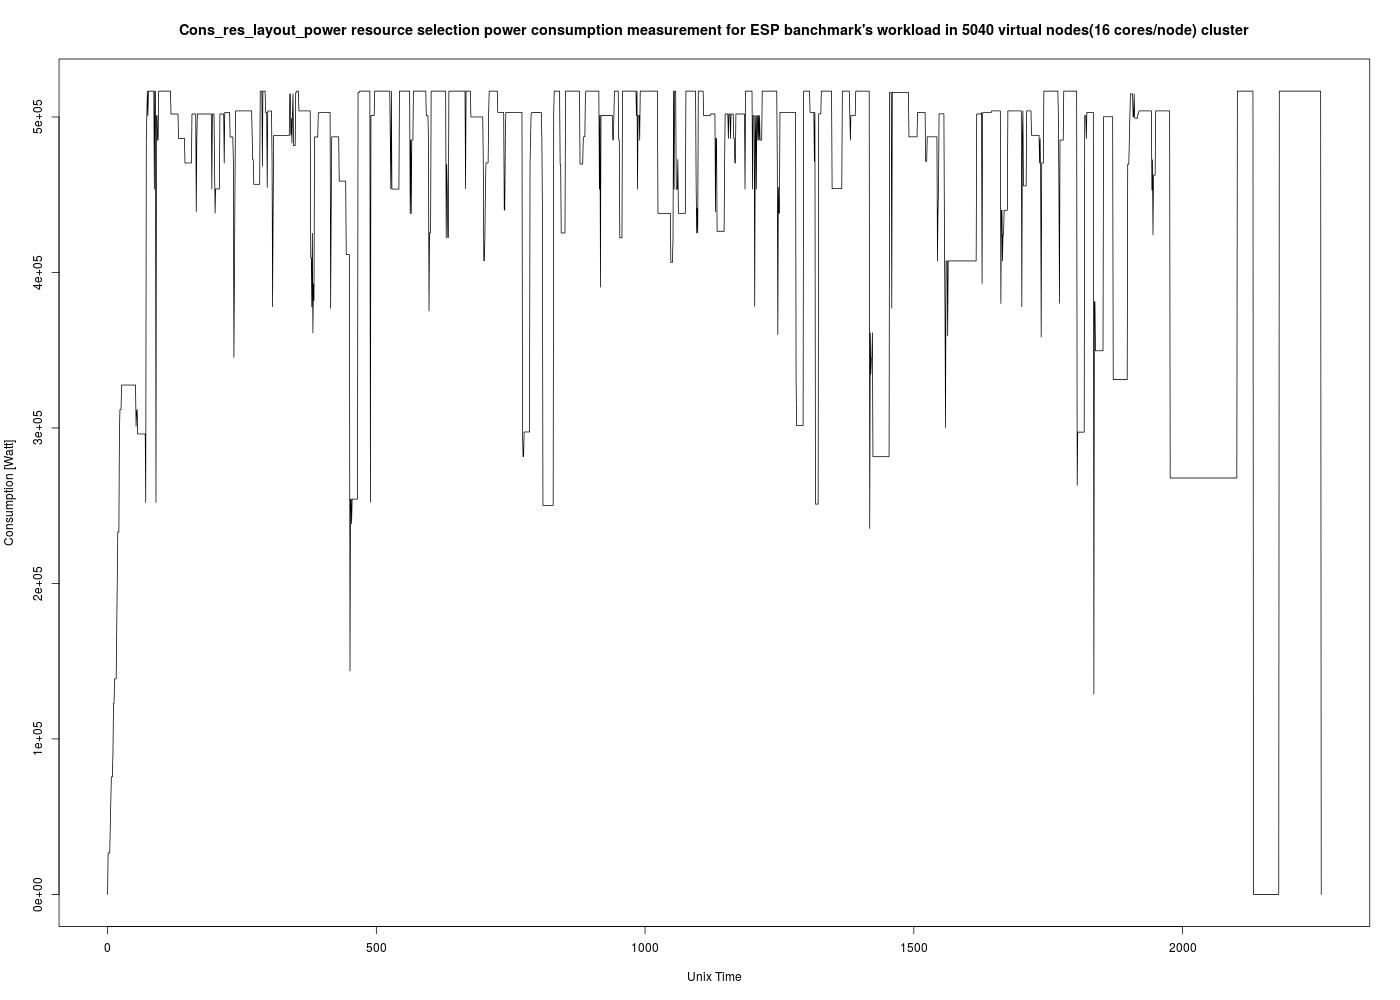 Cons_res_layout_power resource selection power consumption measurement for ESP banchmark's workload in 5040 virtual nodes(16 cores/node) cluster
Consumption [Watt]
5e+05
4e+05
3e+05
2e+05
1e+05
0e+00
0 500 1000 1500 2000
Unix Time